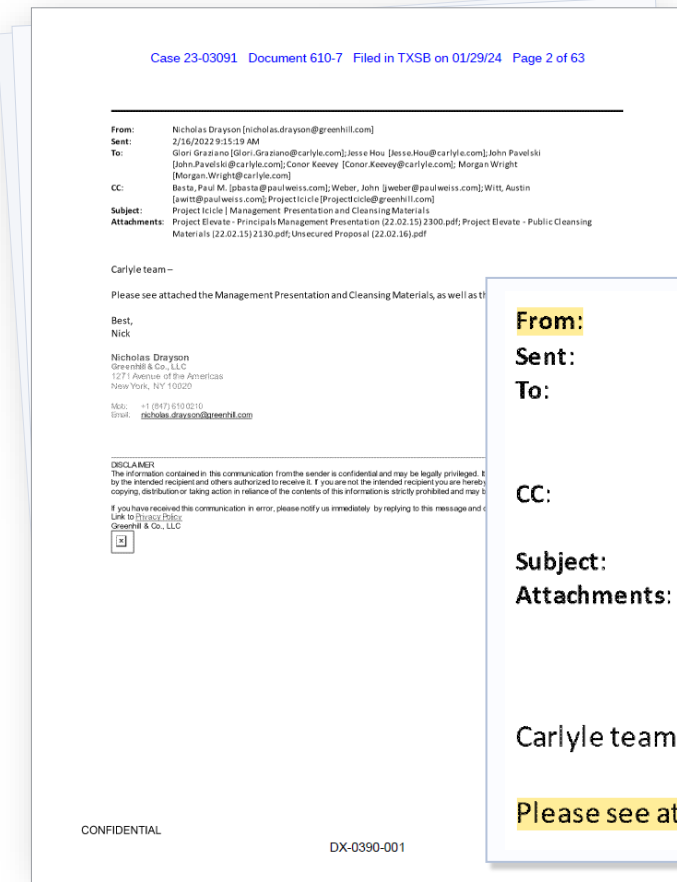 Case 23-03091 Document 610-7 Filed in TXSB on 01/29/24 Page 2 of 63
From: Nicholas Drayson [nicholas.drayson@greenhill.com]
Sent: 2/16/2022 9:15:19 AM
To: Glori Graziano [Glori.Graziano@carlyle.com]; Jesse Hou [Jesse.Hou@carlyle.com]; John Pavelski
[John.Pavelski@carlyle.com]; Conor Keevey [Conor.Keevey@carlyle.com]; Morgan Wright
[Morgan.Wright@carlyle.com]
CC: Basta, Paul M. [pbasta@paulweiss.com]; Weber, John [jweber@paulweiss.com]; Witt, Austin
[awitt@paulweiss.com]; Project Icicle [ProjectIcicle@greenhill.com]
Subject: Project Icicle | Management Presentation and Cleansing Materials
Attachments: Project Elevate - Principals Management Presentation (22.02.15) 2300.pdf; Project Elevate - Public Cleansing
Materials (22.02.15) 2130.pdf; Unsecured Proposal (22.02.16).pdf
Carlyle team –
Please see attached the Management Presentation and Cleansing Materials, as well as th
Best,
Nick
Nicholas Drayson
Greenhill & Co., LLC
1271 Avenue of the Americas
New York, NY 10020
Mob: +1 (847) 610 0210
Email: nicholas.drayson@greenhill.com
DISCLAIMER
The information contained in this communication from the sender is confidential and may be legally privileged. It
by the intended recipient and others authorized to receive it. If you are not the intended recipient you are hereby
copying, distribution or taking action in reliance of the contents of this information is strictly prohibited and may b
If you have received this communication in error, please notify us immediately by replying to this message and d
Link to Privacy Policy
Greenhill & Co., LLC
CONFIDENTIAL
DX-0390-001
From:
Sent:
To:
CC:
Subject:
Attachments:
Carlyle team
Please see at